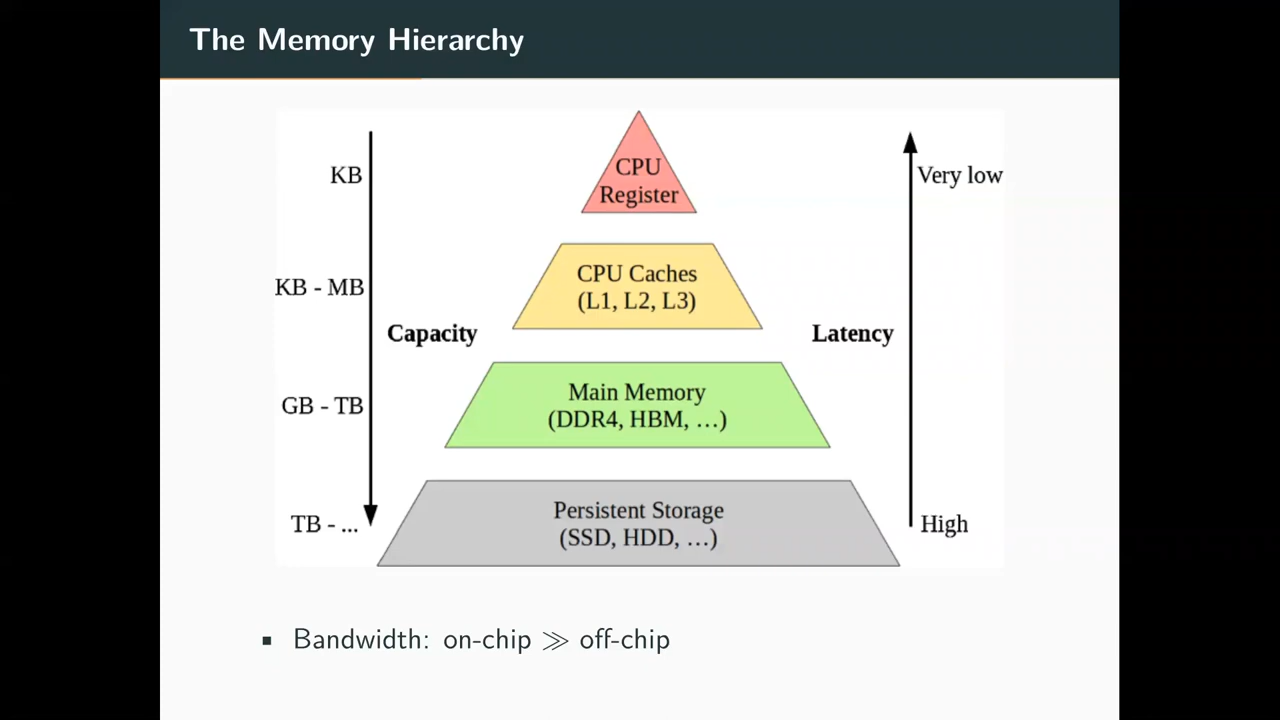 The Memory Hierarchy
KB
CPU
Register
Very low
KB - MB
CPU Caches
(L1, L2, L3)
Capacity
Latency
GB - TB
Main Memory
(DDR4, HBM, …)
TB - ...
Persistent Storage
(SSD, HDD, …)
High
▪ Bandwidth: on-chip ≫ off-chip